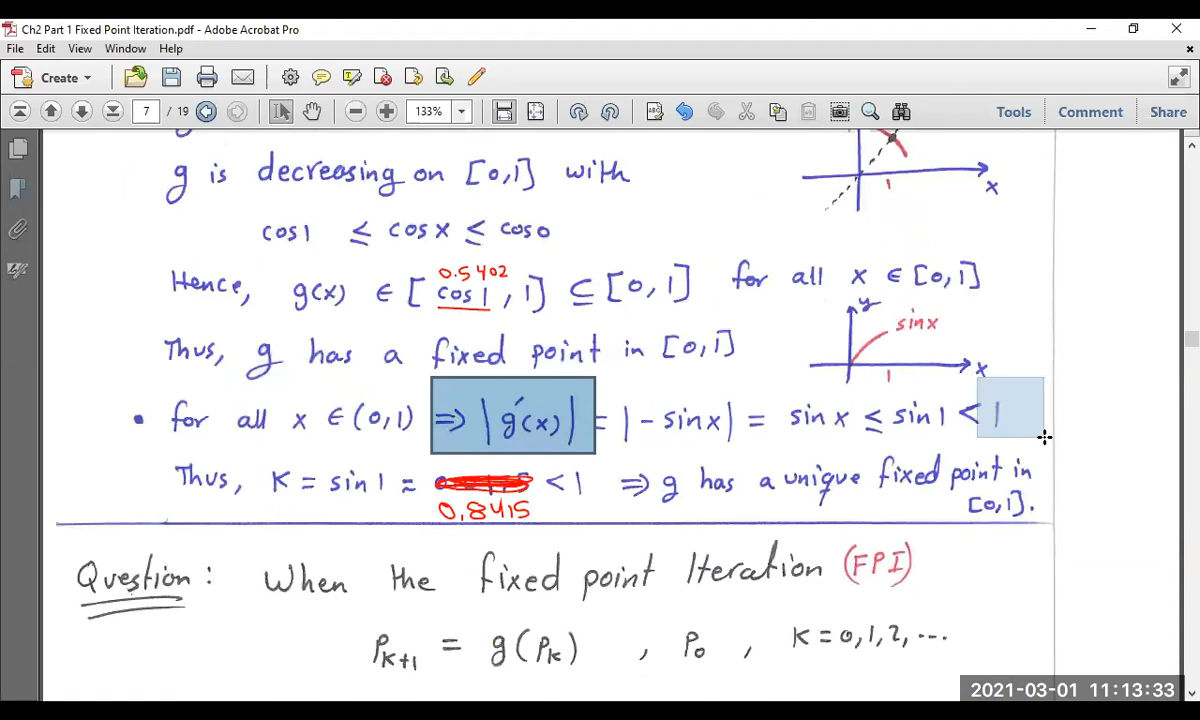 Ch2 Part 1 Fixed Point Iteration.pdf - Adobe Acrobat Pro
File Edit View Window Help
Create
7 / 19 133% Tools Comment Share
g is decreasing on [0,1] with
1 x
cos1 ≤ cosx ≤ cos0
0.5402
Hence, g(x) ∈ [cos1, 1] ⊆ [0,1] for all x ∈ [0,1]
y sinx
Thus, g has a fixed point in [0,1]
x
1
• for all x ∈ (0,1) ⇒ |g′(x)| = |-sinx| = sinx ≤ sin1 < 1
Thus, K = sin1 ≈ < 1 ⇒ g has a unique fixed point in
0.8415 [0,1].
Question: When the fixed point Iteration (FPI)
P_{K+1} = g(P_K) , P_0 , K = 0,1,2, ...
2021-03-01 11:13:33